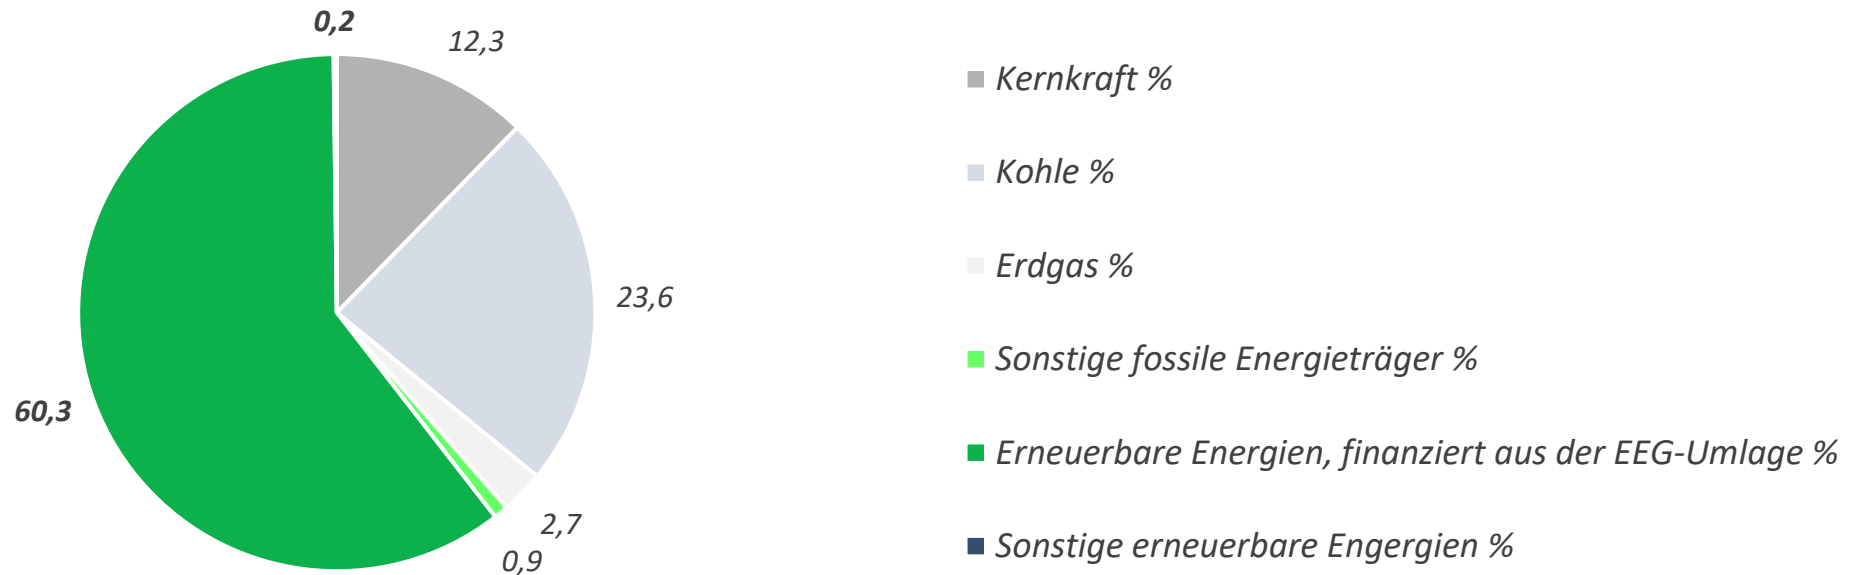 0,2
12,3
23,6
60,3
2,7
0,9
Kernkraft %
Kohle %
Erdgas %
Sonstige fossile Energieträger %
Erneuerbare Energien, finanziert aus der EEG-Umlage %
Sonstige erneuerbare Engergien %